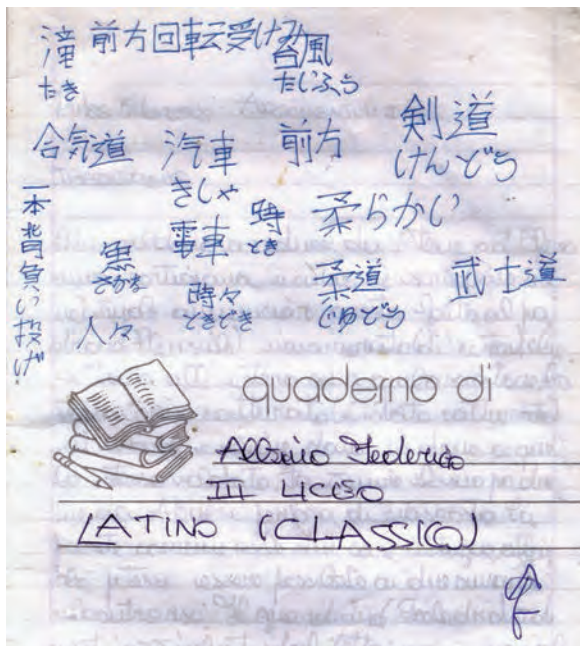 滝
たき
前方回転受けみ
台風
たいふう
合気道
汽車
きしゃ
前方
剣道
けんどう
一本背負い投げ!
電車
時
とき
柔らかい
魚
さかな
時々
ときどき
柔道
じゅどう
武士道
人々
quaderno di
Federico
III LICEO
LATINO (CLASSICO)